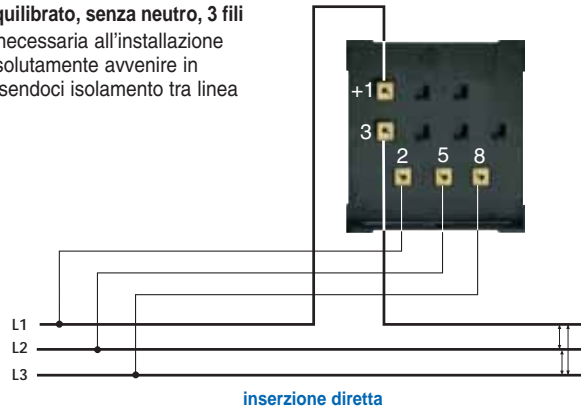 quilibrato, senza neutro, 3 fili
necessaria all'installazione
solutamente avvenire in
sendoci isolamento tra linea
+1
3
2 5 8
L1
L2
L3
inserzione diretta